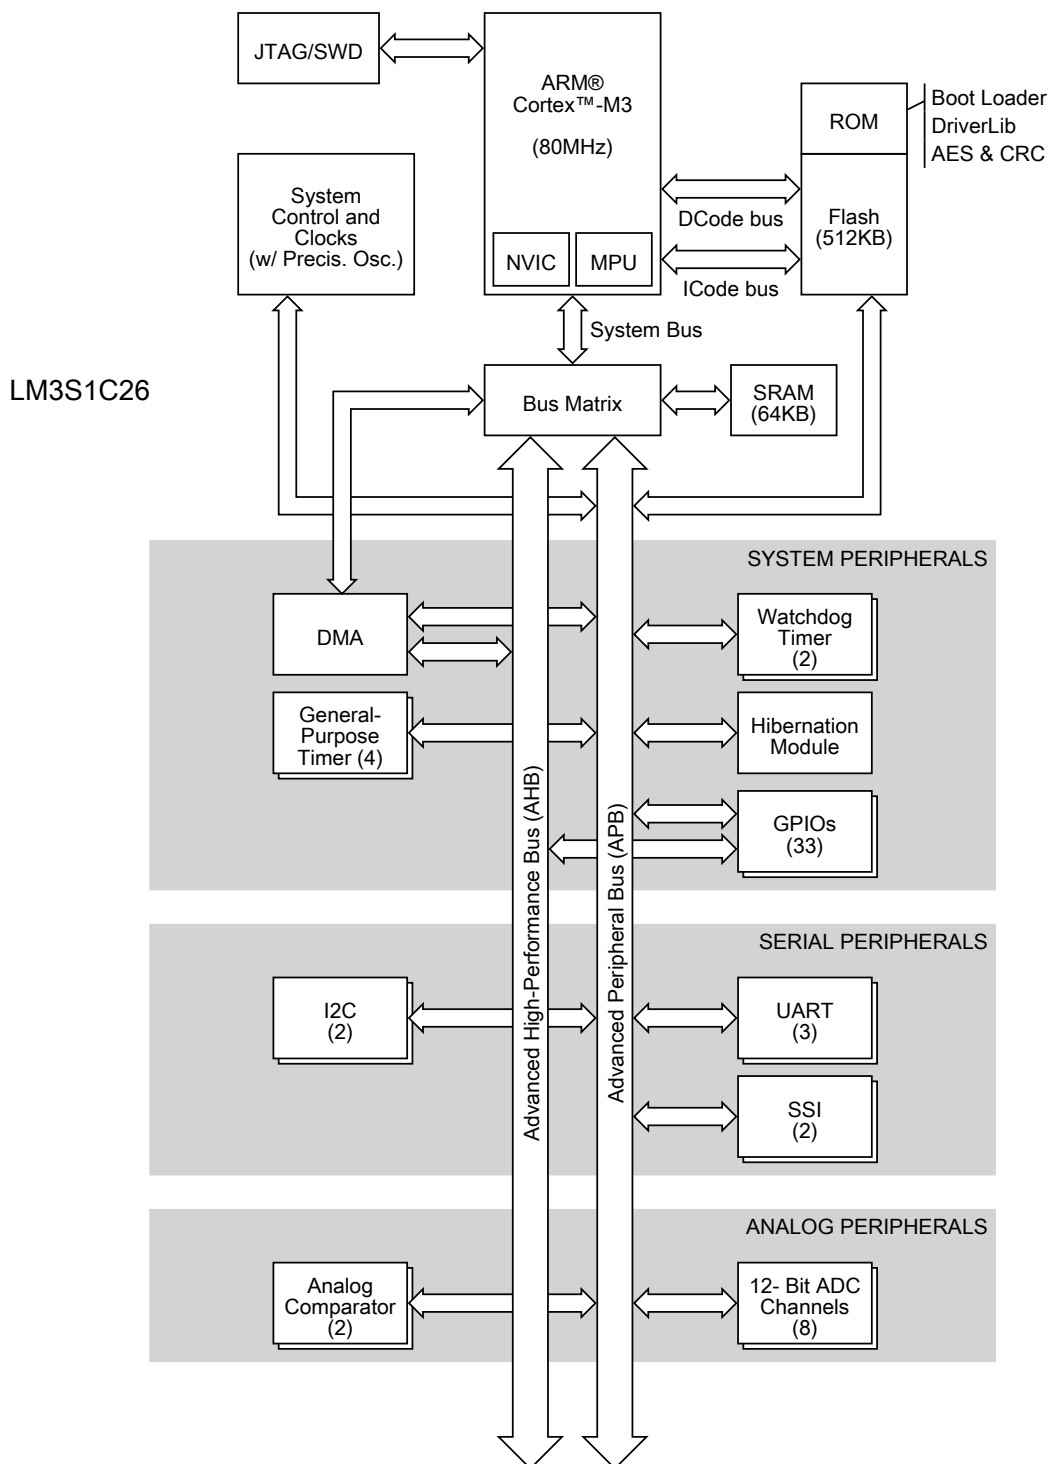 JTAG/SWD
ARM®
Cortex™-M3
(80MHz)
NVIC
MPU
ROM
Boot Loader
DriverLib
AES & CRC
System
Control and
Clocks
(w/ Precis. Osc.)
DCode bus
Flash
(512KB)
ICode bus
System Bus
LM3S1C26
Bus Matrix
SRAM
(64KB)
SYSTEM PERIPHERALS
DMA
Watchdog
Timer
(2)
General-
Purpose
Timer (4)
Hibernation
Module
GPIOs
(33)
Advanced High-Performance Bus (AHB)
Advanced Peripheral Bus (APB)
SERIAL PERIPHERALS
I2C
(2)
UART
(3)
SSI
(2)
ANALOG PERIPHERALS
Analog
Comparator
(2)
12- Bit ADC
Channels
(8)